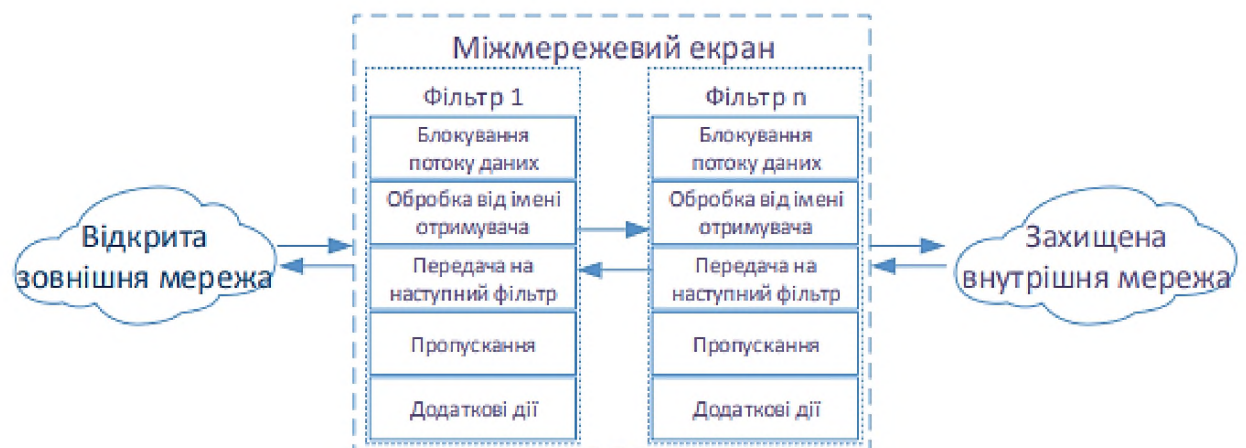 Міжмережевий екран
Фільтр 1
Блокування
потоку даних
Обробка від імені
отримувача
Передача на
наступний фільтр
Пропускання
Додаткові дії
Фільтр n
Блокування
потоку даних
Обробка від імені
отримувача
Передача на
наступний фільтр
Пропускання
Додаткові дії
Відкрита
зовнішня мережа
Захищена
внутрішня мережа